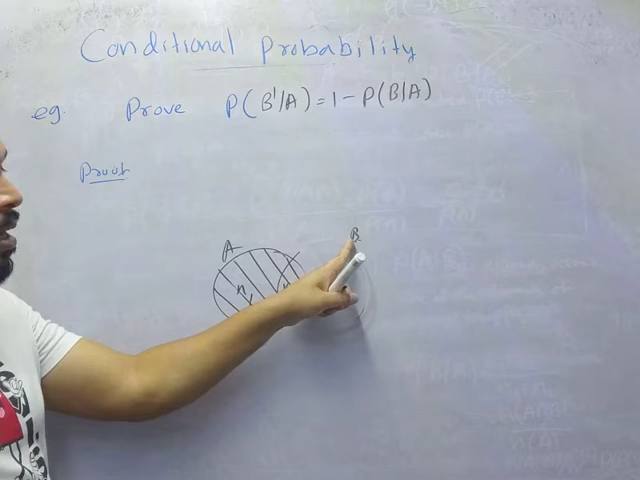 Conditional Probability
eg. Prove P(B'/A) = 1 - P(B/A)
Proof
A
B
n